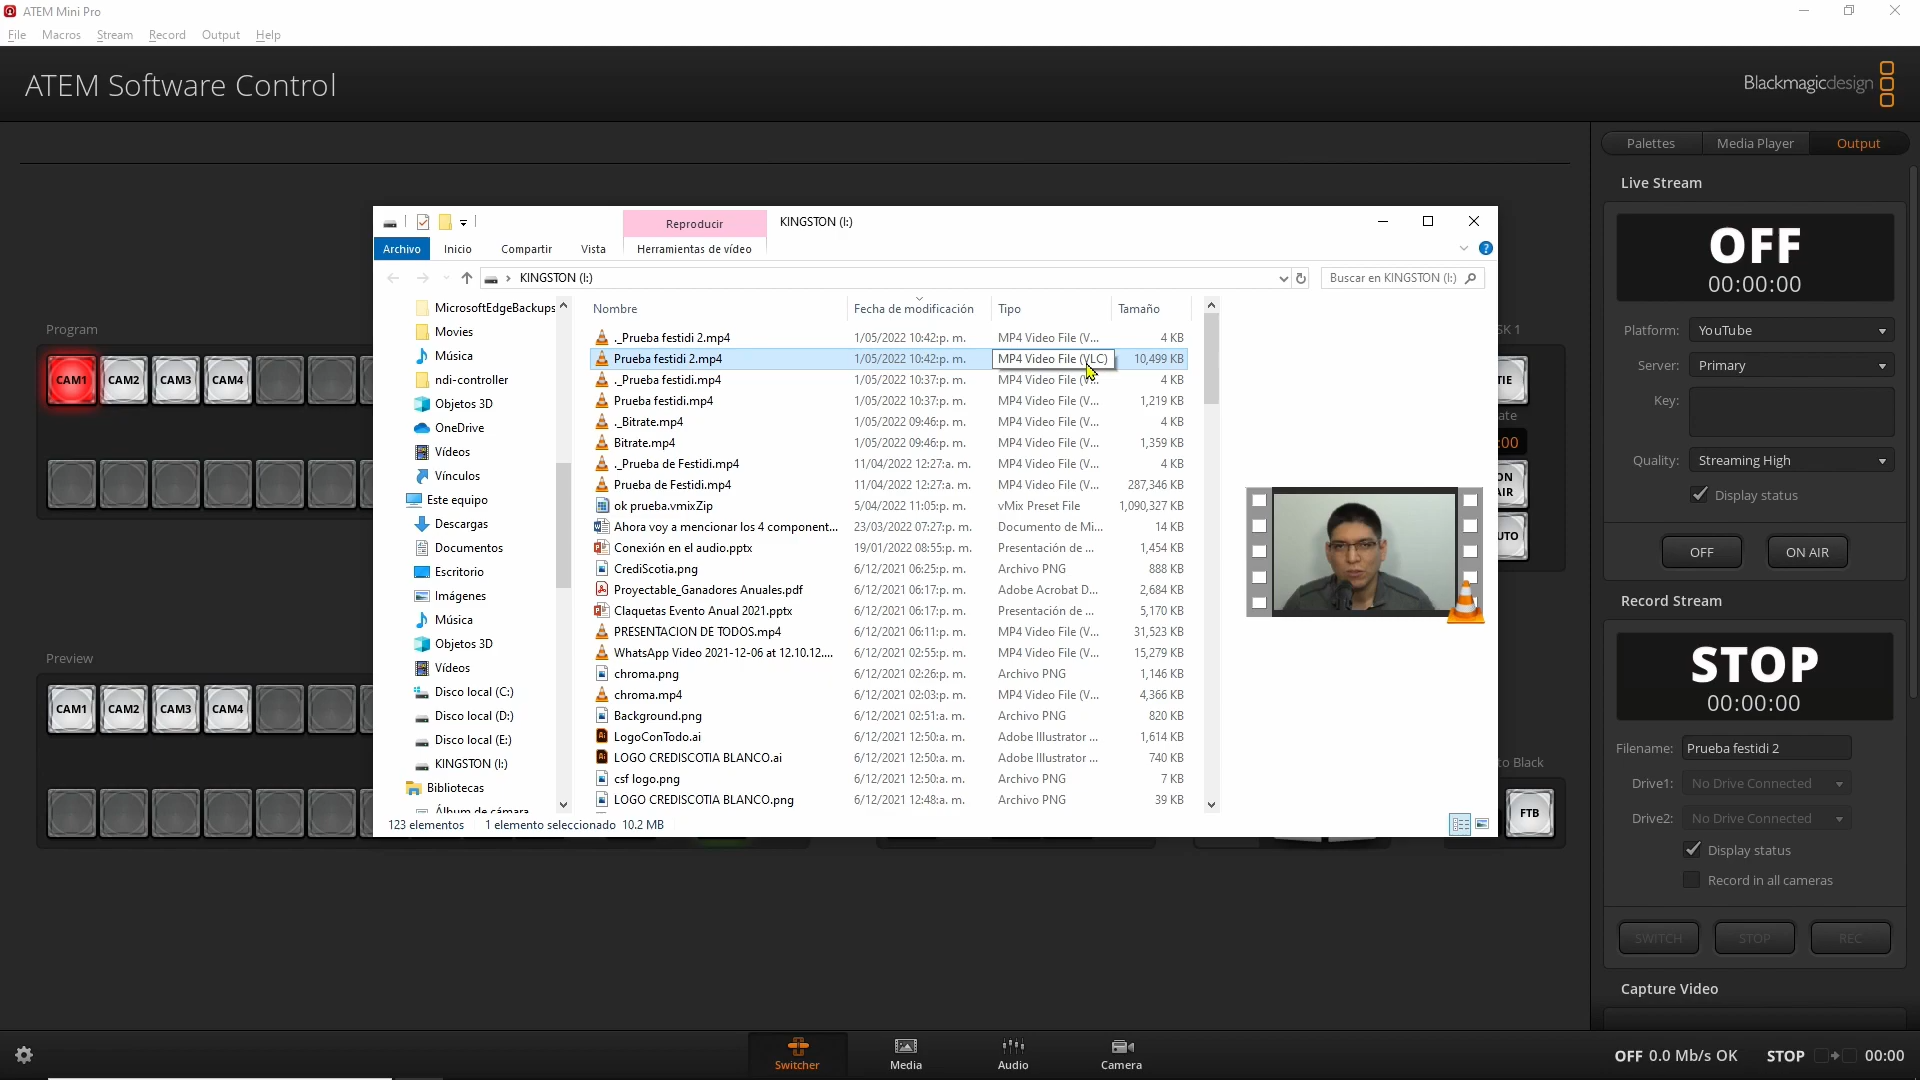 ATEM Mini Pro
File Macros Stream Record Output Help
ATEM Software Control
Blackmagicdesign
Palettes Media Player Output
Live Stream
OFF
00:00:00
Platform: YouTube
Server: Primary
Key:
Quality: Streaming High
Display status
OFF ON AIR
Record Stream
STOP
00:00:00
Filename: Prueba festidi 2
Drive1: No Drive Connected
Drive2: No Drive Connected
Display status
Record in all cameras
SWITCH STOP REC
Capture Video
Program
CAM1 CAM2 CAM3 CAM4
Preview
CAM1 CAM2 CAM3 CAM4
SK 1
TIE
ate
:00
ON
AIR
UTO
to Black
FTB
Reproducir KINGSTON (I:)
Archivo Inicio Compartir Vista Herramientas de vídeo
KINGSTON (I:) Buscar en KINGSTON (I:)
MicrosoftEdgeBackups
Movies
Música
ndi-controller
Objetos 3D
OneDrive
Vídeos
Vínculos
Este equipo
Descargas
Documentos
Escritorio
Imágenes
Música
Objetos 3D
Vídeos
Disco local (C:)
Disco local (D:)
Disco local (E:)
KINGSTON (I:)
Bibliotecas
Álbum de cámara
Nombre Fecha de modificación Tipo Tamaño
._Prueba festidi 2.mp4 1/05/2022 10:42:p. m. MP4 Video File (V... 4 KB
Prueba festidi 2.mp4 1/05/2022 10:42:p. m. MP4 Video File (VLC) 10,499 KB
._Prueba festidi.mp4 1/05/2022 10:37:p. m. MP4 Video File (V... 4 KB
Prueba festidi.mp4 1/05/2022 10:37:p. m. MP4 Video File (V... 1,219 KB
._Bitrate.mp4 1/05/2022 09:46:p. m. MP4 Video File (V... 4 KB
Bitrate.mp4 1/05/2022 09:46:p. m. MP4 Video File (V... 1,359 KB
._Prueba de Festidi.mp4 11/04/2022 12:27:a. m. MP4 Video File (V... 4 KB
Prueba de Festidi.mp4 11/04/2022 12:27:a. m. MP4 Video File (V... 287,346 KB
ok prueba.vmixZip 5/04/2022 11:05:p. m. vMix Preset File 1,090,327 KB
Ahora voy a mencionar los 4 component... 23/03/2022 07:27:p. m. Documento de Mi... 14 KB
Conexión en el audio.pptx 19/01/2022 08:55:p. m. Presentación de ... 1,454 KB
CrediScotia.png 6/12/2021 06:25:p. m. Archivo PNG 888 KB
Proyectable_Ganadores Anuales.pdf 6/12/2021 06:17:p. m. Adobe Acrobat D... 2,684 KB
Claquetas Evento Anual 2021.pptx 6/12/2021 06:17:p. m. Presentación de ... 5,170 KB
PRESENTACION DE TODOS.mp4 6/12/2021 06:11:p. m. MP4 Video File (V... 31,523 KB
WhatsApp Video 2021-12-06 at 12.10.12.... 6/12/2021 02:55:p. m. MP4 Video File (V... 15,279 KB
chroma.png 6/12/2021 02:26:p. m. Archivo PNG 1,146 KB
chroma.mp4 6/12/2021 02:03:p. m. MP4 Video File (V... 4,366 KB
Background.png 6/12/2021 02:51:a. m. Archivo PNG 820 KB
LogoConTodo.ai 6/12/2021 12:50:a. m. Adobe Illustrator ... 1,614 KB
LOGO CREDISCOTIA BLANCO.ai 6/12/2021 12:50:a. m. Adobe Illustrator ... 740 KB
csf logo.png 6/12/2021 12:50:a. m. Archivo PNG 7 KB
LOGO CREDISCOTIA BLANCO.png 6/12/2021 12:48:a. m. Archivo PNG 39 KB
123 elementos 1 elemento seleccionado 10.2 MB
Switcher Media Audio Camera
OFF 0.0 Mb/s OK STOP 00:00